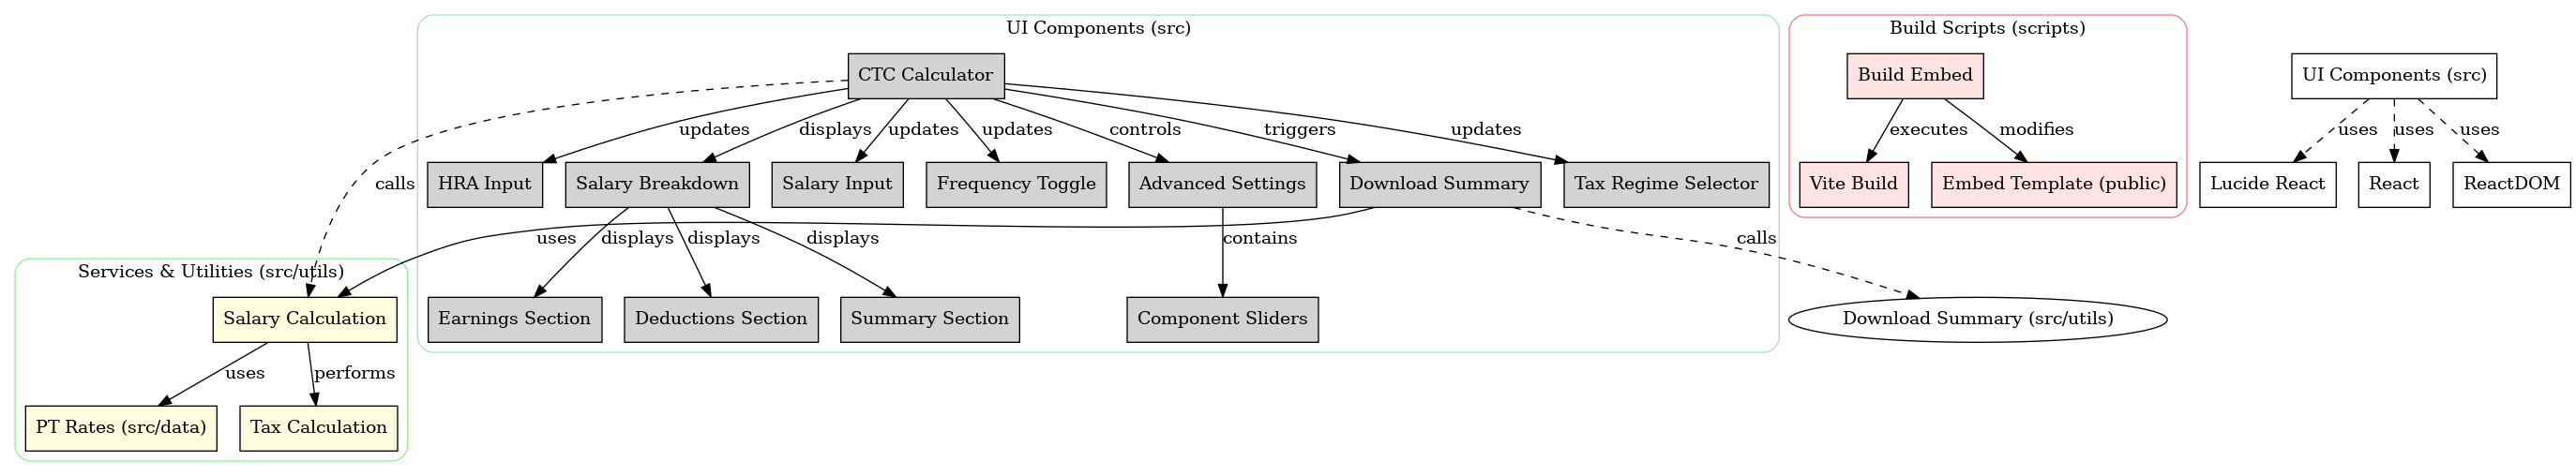 UI Components (src)
Build Scripts (scripts)
CTC Calculator
Build Embed
UI Components (src)
updates
displays
updates
updates
controls
triggers
updates
executes
modifies
uses
uses
uses
calls
HRA Input
Salary Breakdown
Salary Input
Frequency Toggle
Advanced Settings
Download Summary
Tax Regime Selector
Vite Build
Embed Template (public)
Lucide React
React
ReactDOM
uses
displays
displays
displays
contains
calls
Services & Utilities (src/utils)
Salary Calculation
Earnings Section
Deductions Section
Summary Section
Component Sliders
Download Summary (src/utils)
uses
performs
PT Rates (src/data)
Tax Calculation